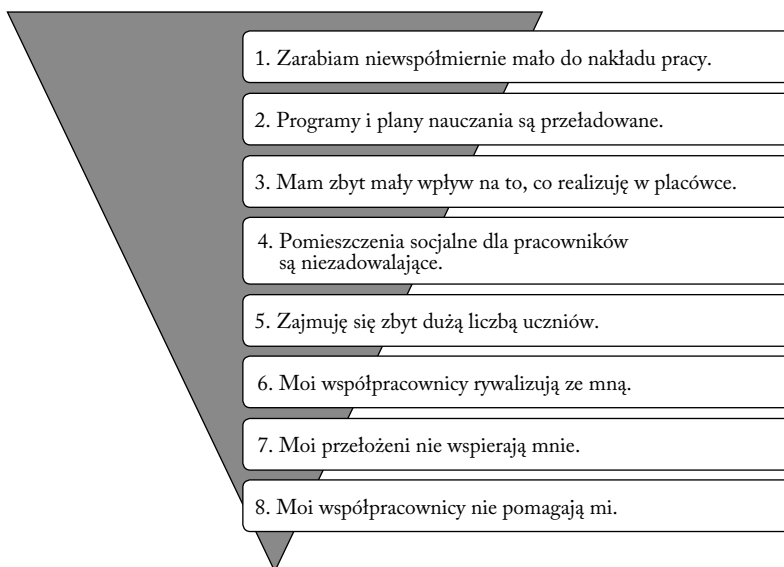 1. Zarabiam niewspółmiernie mało do nakładu pracy.
2. Programy i plany nauczania są przeładowane.
3. Mam zbyt mały wpływ na to, co realizuję w placówce.
4. Pomieszczenia socjalne dla pracowników
są niezadowalające.
5. Zajmuję się zbyt dużą liczbą uczniów.
6. Moi współpracownicy rywalizują ze mną.
7. Moi przełożeni nie wspierają mnie.
8. Moi współpracownicy nie pomagają mi.